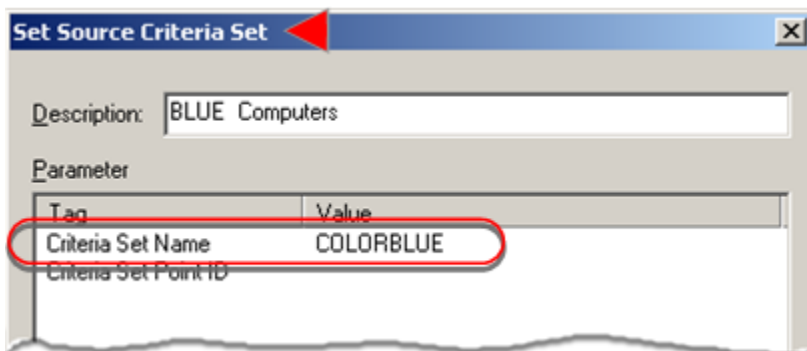 Set Source Criteria Set
Description: BLUE Computers
Parameter
Tag Value
Criteria Set Name COLORBLUE
Criteria Set Point ID